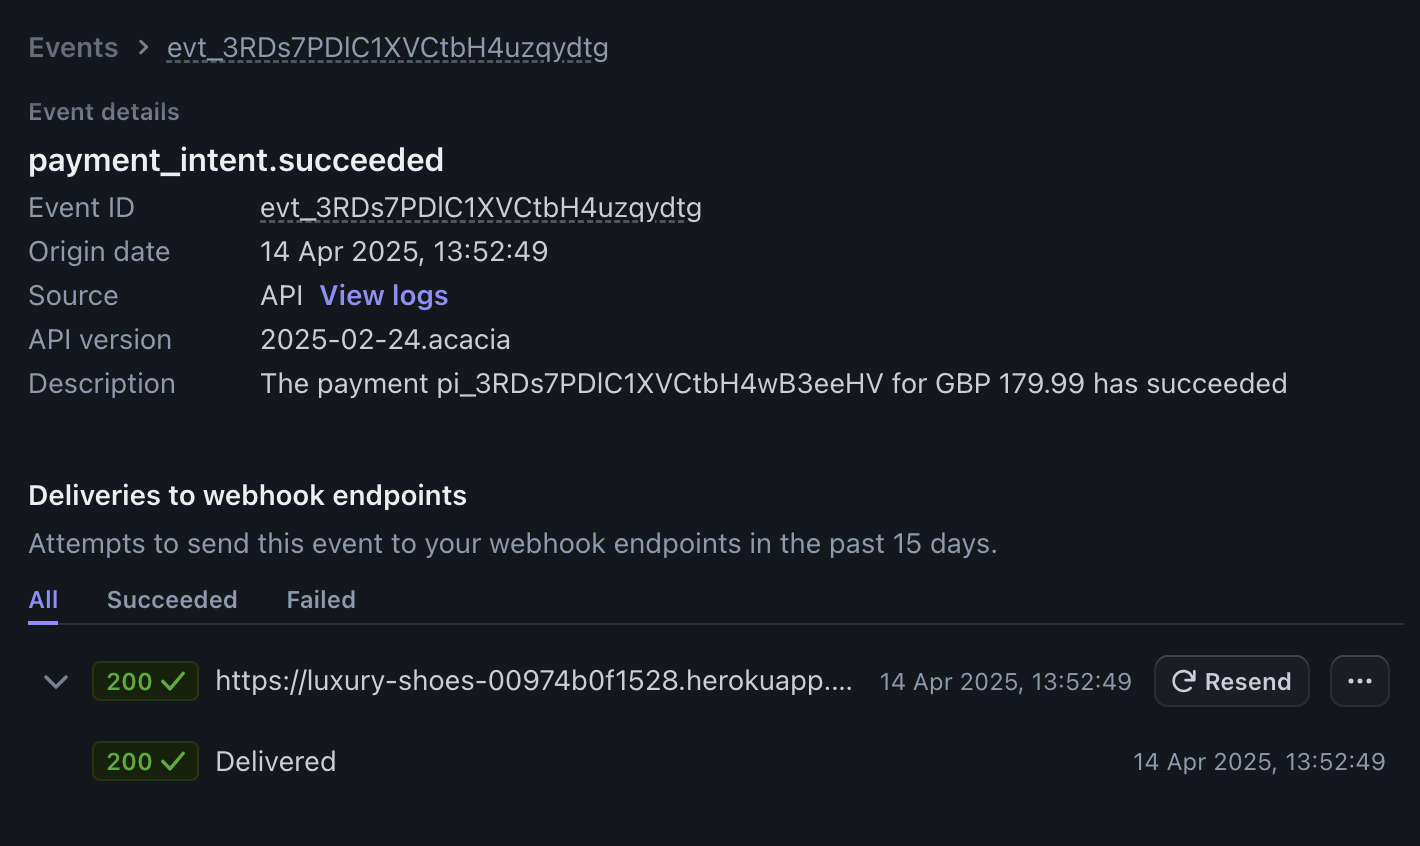 Events > evt_3RDs7PDlC1XVCtbH4uzqydtg
Event details
payment_intent.succeeded
Event ID evt_3RDs7PDlC1XVCtbH4uzqydtg
Origin date 14 Apr 2025, 13:52:49
Source API View logs
API version 2025-02-24.acacia
Description The payment pi_3RDs7PDlC1XVCtbH4wB3eeHV for GBP 179.99 has succeeded
Deliveries to webhook endpoints
Attempts to send this event to your webhook endpoints in the past 15 days.
All Succeeded Failed
200 https://luxury-shoes-00974b0f1528.herokuapp.... 14 Apr 2025, 13:52:49 Resend
200 Delivered 14 Apr 2025, 13:52:49